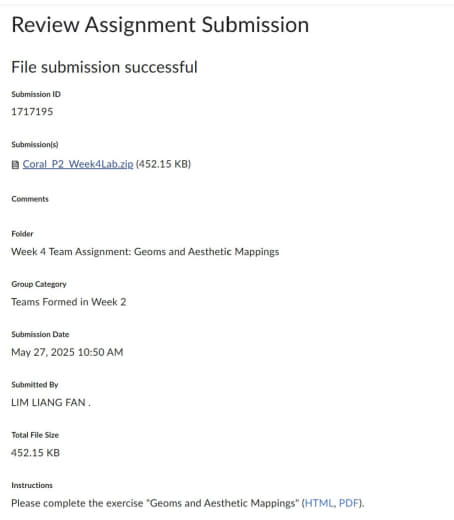 Review Assignment Submission
File submission successful
Submission ID
1717195
Submission(s)
Coral_P2_Week4Lab.zip (452.15 KB)
Comments
Folder
Week 4 Team Assignment: Geoms and Aesthetic Mappings
Group Category
Teams Formed in Week 2
Submission Date
May 27, 2025 10:50 AM
Submitted By
LIM LIANG FAN .
Total File Size
452.15 KB
Instructions
Please complete the exercise "Geoms and Aesthetic Mappings" (HTML, PDF).